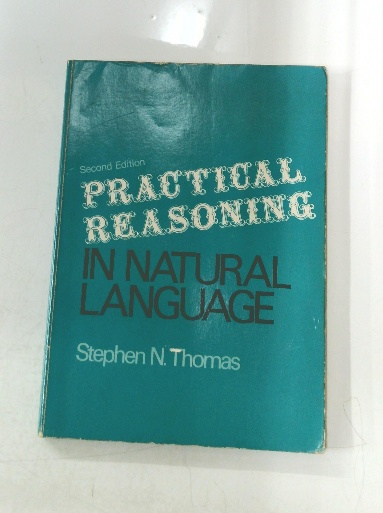 Second Edition
PRACTICAL
REASONING
IN NATURAL
LANGUAGE
Stephen N. Thomas